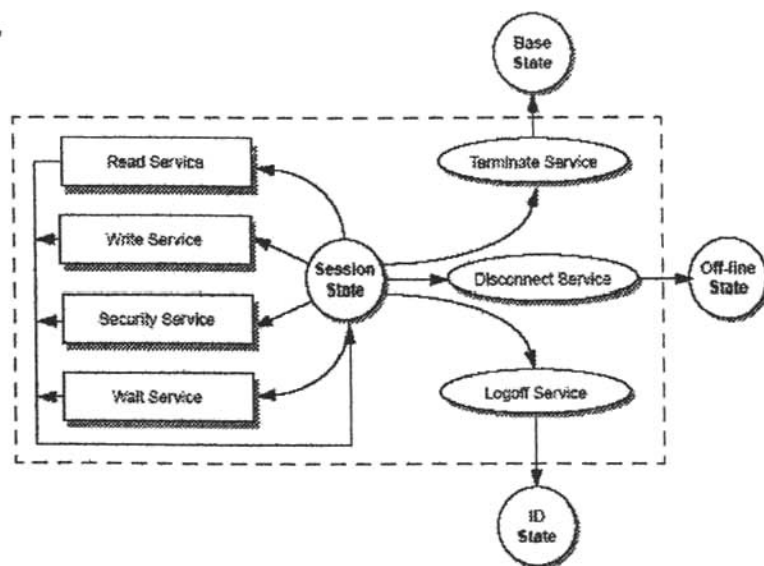 Base
State
Read Service
Terminate Service
Write Service
Session
State
Disconnect Service
Off-line
State
Security Service
Wait Service
Logoff Service
ID
State